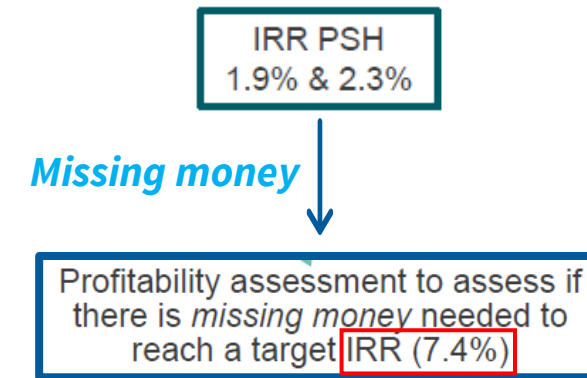 IRR PSH
1.9% & 2.3%
Missing money
Profitability assessment to assess if
there is missing money needed to
reach a target IRR (7.4%)